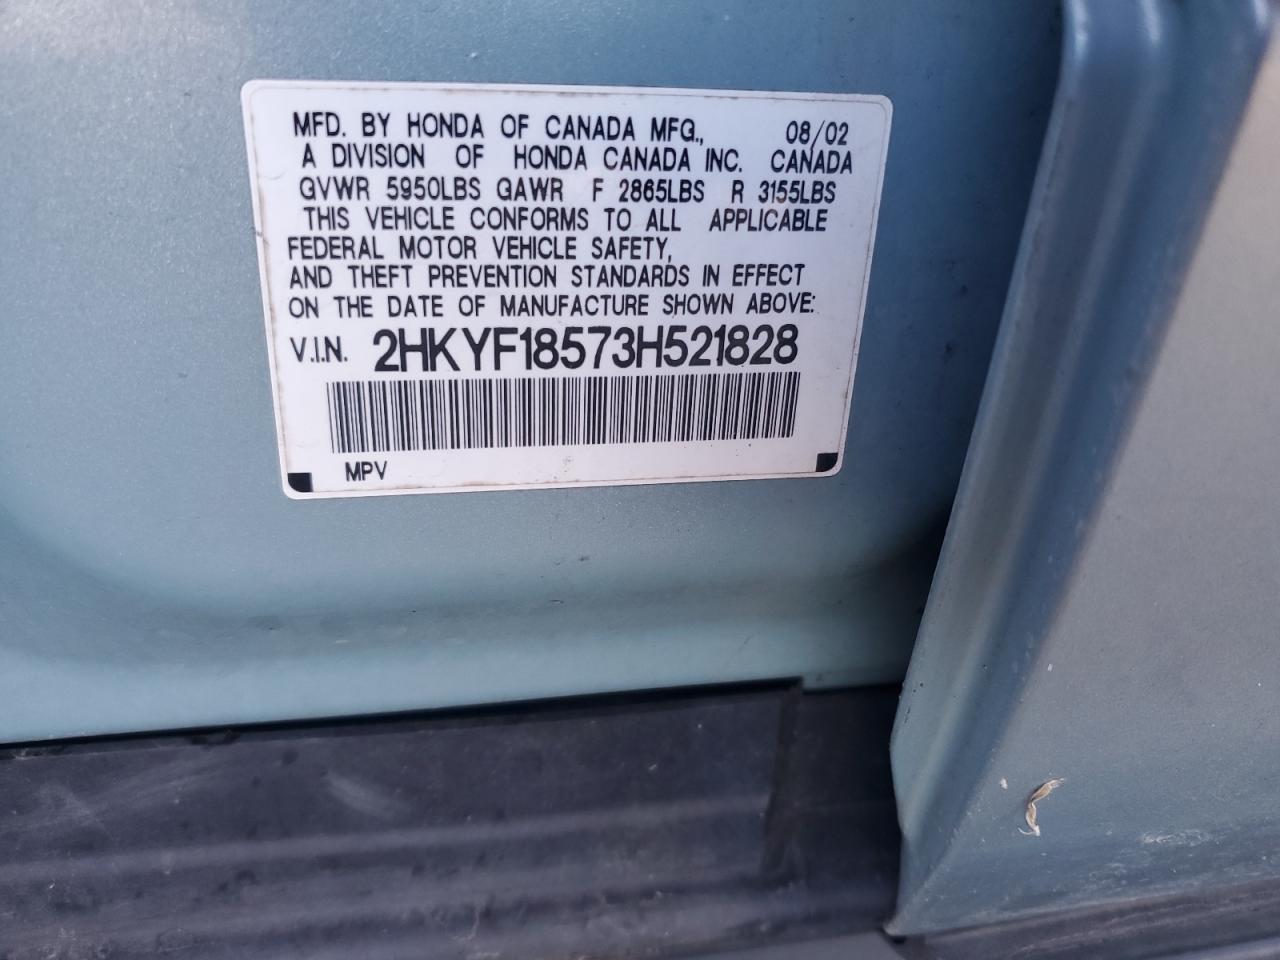 MFD. BY HONDA OF CANADA MFG., 08/02
A DIVISION OF HONDA CANADA INC. CANADA
GVWR 5950LBS GAWR F 2865LBS R 3155LBS
THIS VEHICLE CONFORMS TO ALL APPLICABLE
FEDERAL MOTOR VEHICLE SAFETY,
AND THEFT PREVENTION STANDARDS IN EFFECT
ON THE DATE OF MANUFACTURE SHOWN ABOVE:
V.I.N. 2HKYF18573H521828
MPV